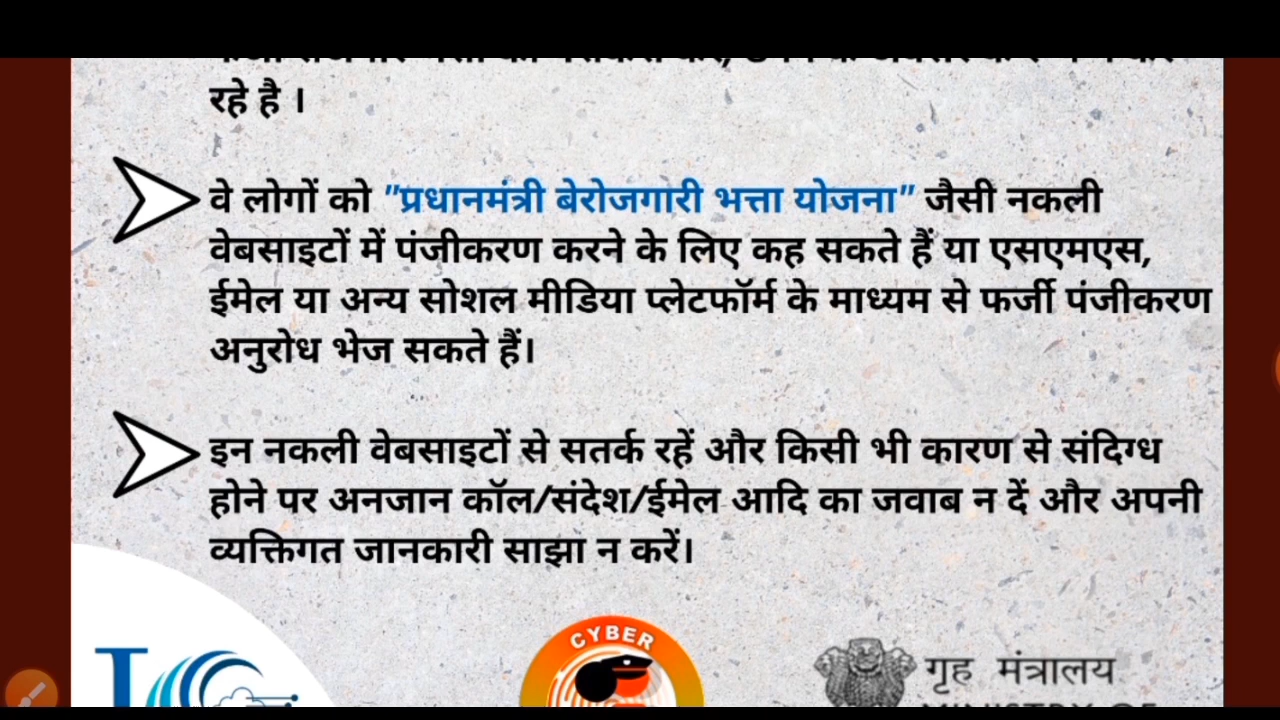 रहे है ।
वे लोगों को "प्रधानमंत्री बेरोजगारी भत्ता योजना" जैसी नकली
वेबसाइटों में पंजीकरण करने के लिए कह सकते हैं या एसएमएस,
ईमेल या अन्य सोशल मीडिया प्लेटफॉर्म के माध्यम से फर्जी पंजीकरण
अनुरोध भेज सकते हैं।
इन नकली वेबसाइटों से सतर्क रहें और किसी भी कारण से संदिग्ध
होने पर अनजान कॉल/संदेश/ईमेल आदि का जवाब न दें और अपनी
व्यक्तिगत जानकारी साझा न करें।
CYBER
गृह मंत्रालय
MINISTRY OF